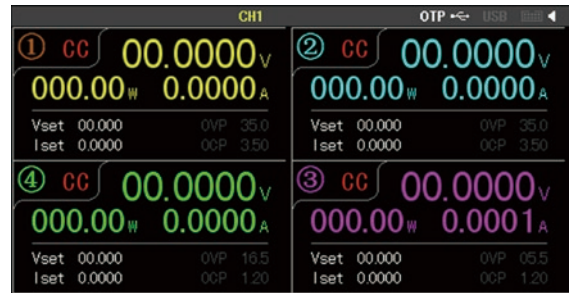 CH1 OTP USB
① CC 00.0000V
000.00W 0.0000A
Vset 00.000 OVP 35.0
Iset 0.0000 OCP 3.50
② CC 00.0000V
000.00W 0.0000A
Vset 00.000 OVP 35.0
Iset 0.0000 OCP 3.50
④ CC 00.0000V
000.00W 0.0000A
Vset 00.000 OVP 16.5
Iset 0.0000 OCP 1.20
③ CC 00.0000V
000.00W 0.0001A
Vset 00.000 OVP 05.5
Iset 0.0000 OCP 1.20